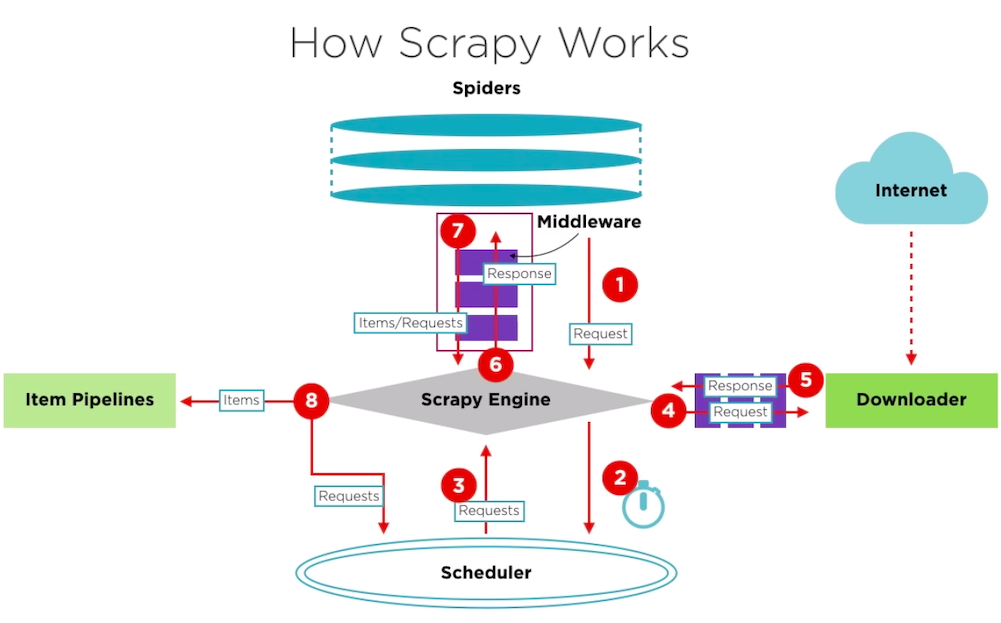 How Scrapy Works
Spiders
Internet
7
Middleware
Response
1
Items/Requests
Request
6
5
Response
Item Pipelines
Items
8
Scrapy Engine
4
Request
Downloader
2
3
Requests
Requests
Scheduler